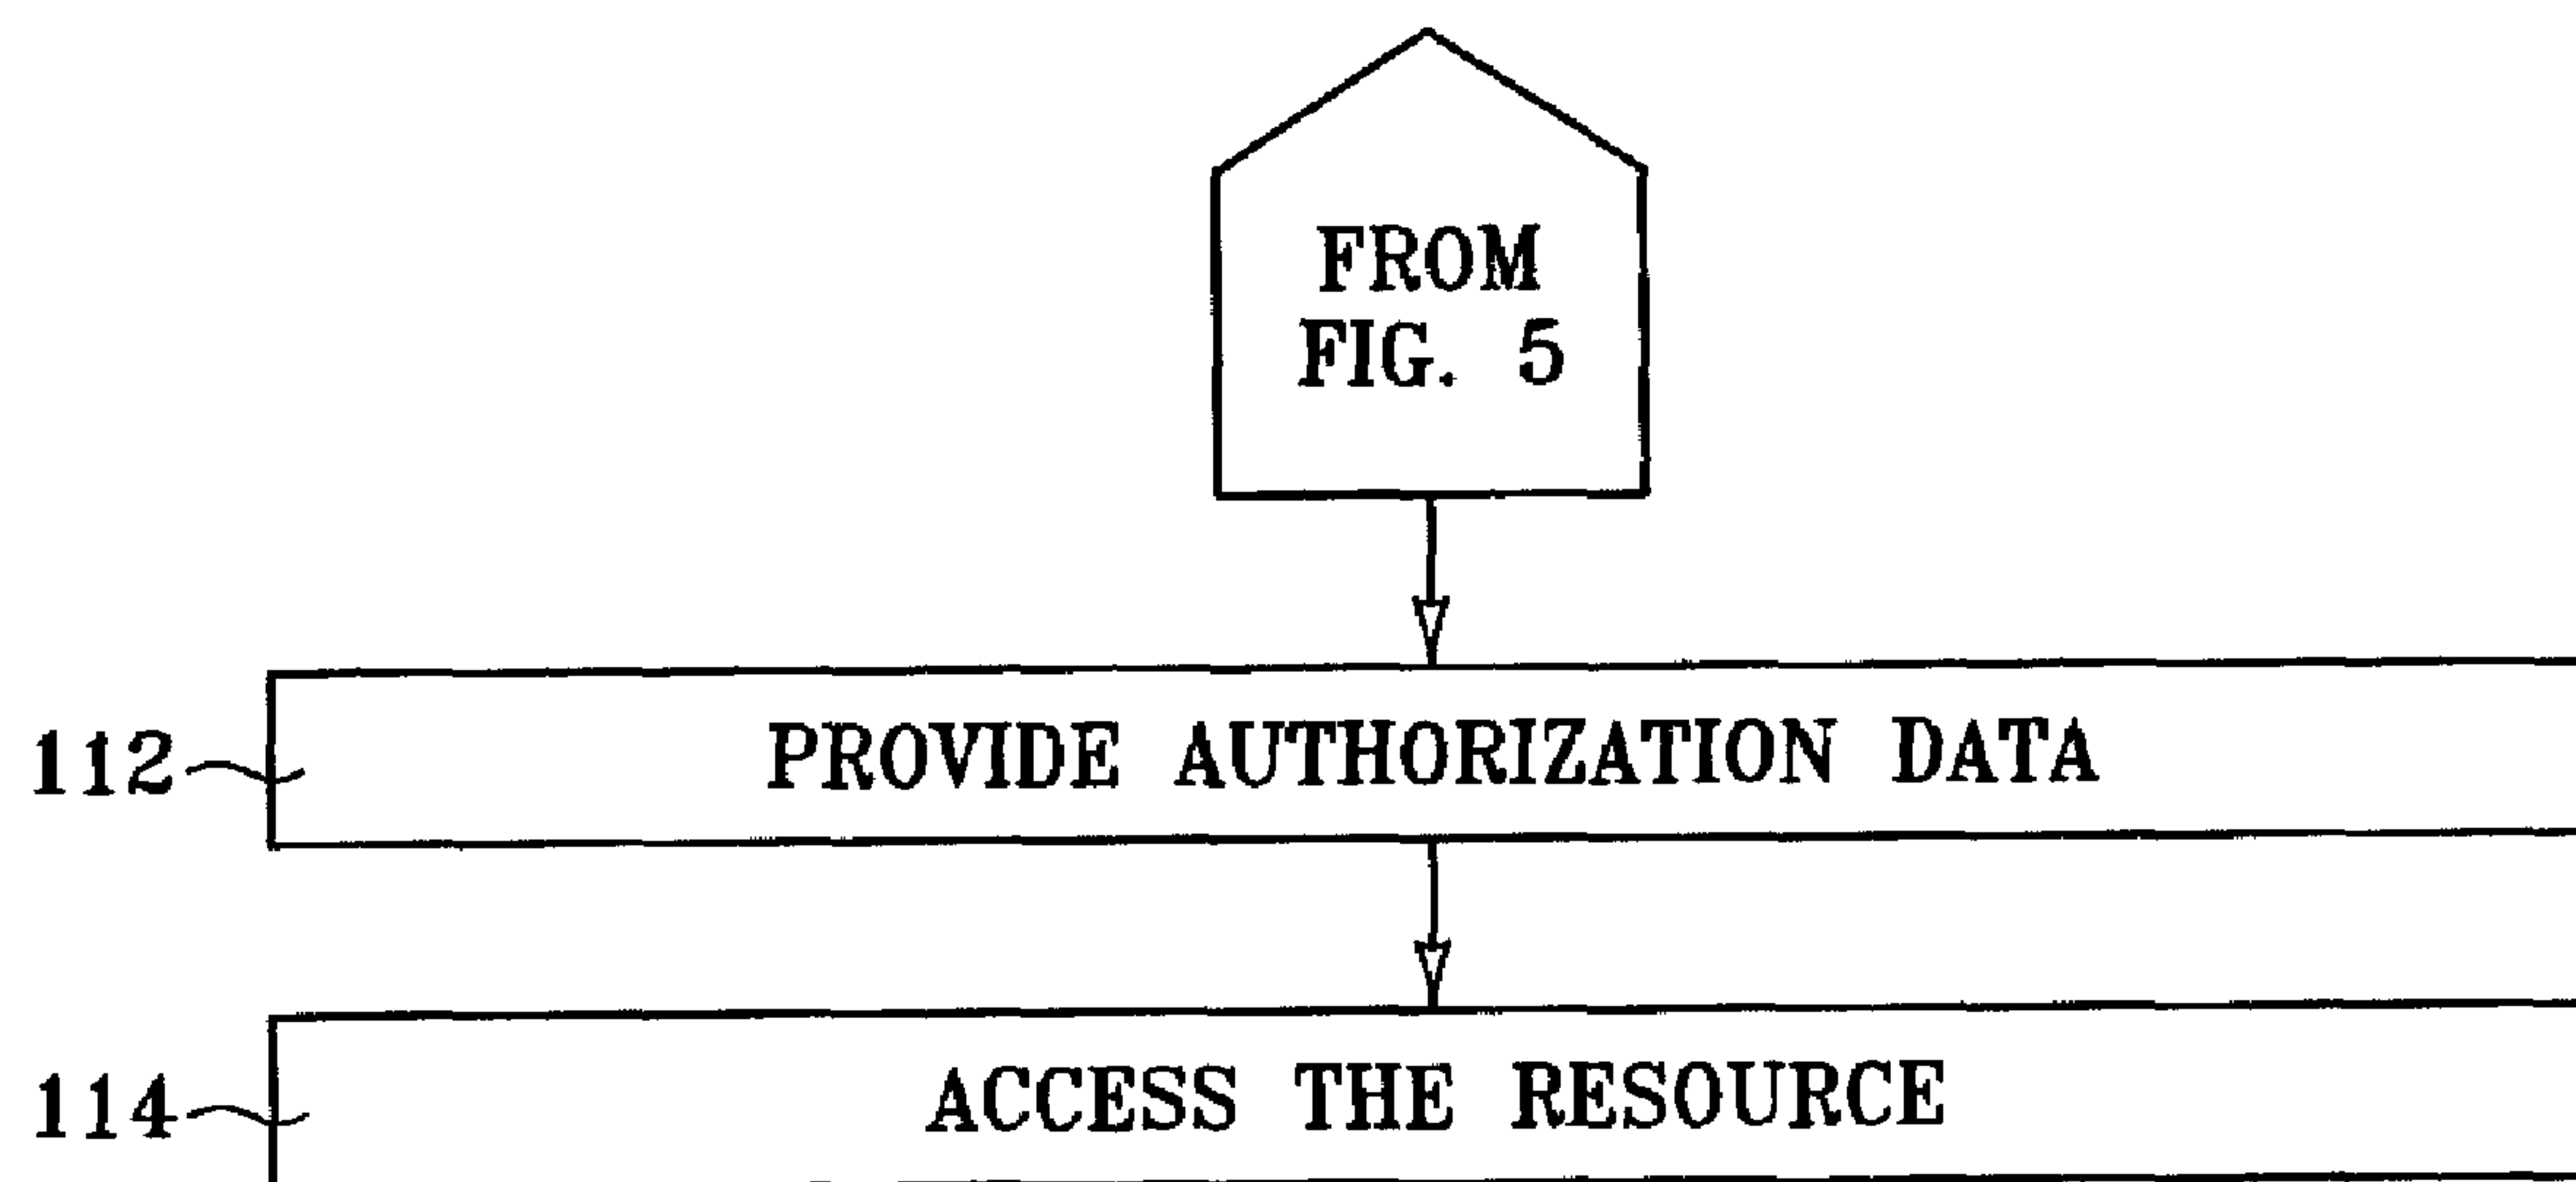 FROM
FIG. 5
112 PROVIDE AUTHORIZATION DATA
114 ACCESS THE RESOURCE